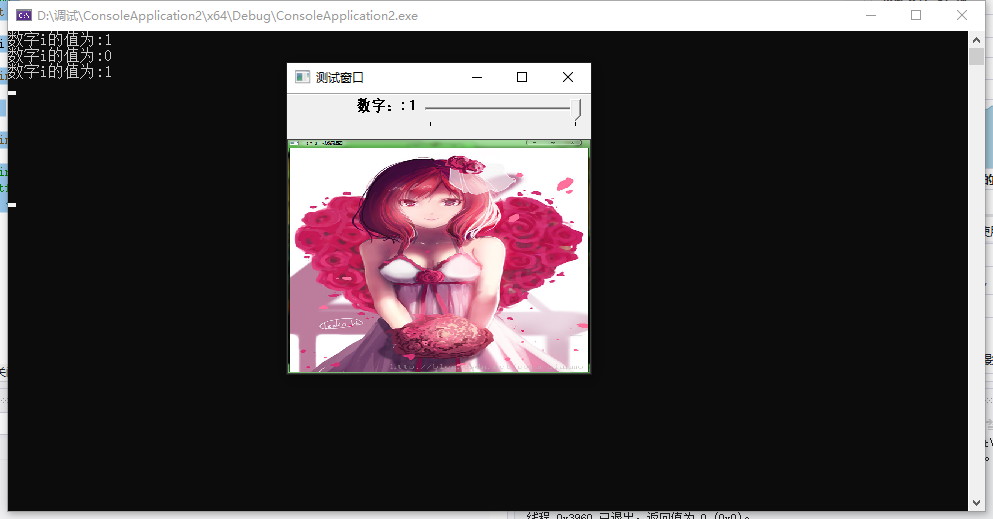 D:\调试\ConsoleApplication2\x64\Debug\ConsoleApplication2.exe
数字i的值为:1
数字i的值为:0
数字i的值为:1
测试窗口
数字: : 1
线程 0x3960 已退出，返回值为 0 (0x0)。